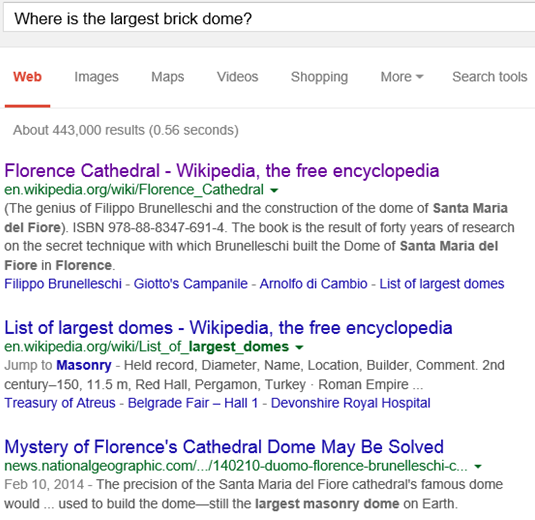 Where is the largest brick dome?
Web Images Maps Videos Shopping More Search tools
About 443,000 results (0.56 seconds)
Florence Cathedral - Wikipedia, the free encyclopedia
en.wikipedia.org/wiki/Florence_Cathedral
(The genius of Filippo Brunelleschi and the construction of the dome of Santa Maria
del Fiore). ISBN 978-88-8347-691-4. The book is the result of forty years of research
on the secret technique with which Brunelleschi built the Dome of Santa Maria del
Fiore in Florence.
Filippo Brunelleschi - Giotto's Campanile - Arnolfo di Cambio - List of largest domes
List of largest domes - Wikipedia, the free encyclopedia
en.wikipedia.org/wiki/List_of_largest_domes
Jump to Masonry - Held record, Diameter, Name, Location, Builder, Comment. 2nd
century–150, 11.5 m, Red Hall, Pergamon, Turkey · Roman Empire ...
Treasury of Atreus - Belgrade Fair – Hall 1 - Devonshire Royal Hospital
Mystery of Florence's Cathedral Dome May Be Solved
news.nationalgeographic.com/.../140210-duomo-florence-brunelleschi-c...
Feb 10, 2014 - The precision of the Santa Maria del Fiore cathedral's famous dome
would ... used to build the dome—still the largest masonry dome on Earth.